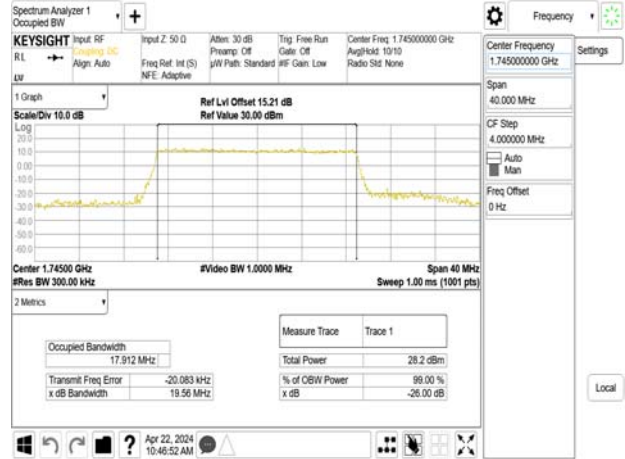 Spectrum Analyzer 1
Occupied BW
+
Frequency
KEYSIGHT
RL
Input: RF
Coupling: DC
Align: Auto
Input Z: 50 Ω
Freq Ref: Int (S)
NFE: Adaptive
Atten: 30 dB
Preamp: Off
µW Path: Standard
Trig: Free Run
Gate: Off
#IF Gain: Low
Center Freq: 1.745000000 GHz
Avg|Hold: 10/10
Radio Std: None
Center Frequency
1.745000000 GHz
Settings
Span
40.000 MHz
CF Step
4.000000 MHz
Auto
Man
Freq Offset
0 Hz
Local
1 Graph
Scale/Div 10.0 dB
Ref Lvl Offset 15.21 dB
Ref Value 30.00 dBm
Log
20.0
10.0
0.00
-10.0
-20.0
-30.0
-40.0
-50.0
-60.0
Center 1.74500 GHz
#Res BW 300.00 kHz
#Video BW 1.0000 MHz
Span 40 MHz
Sweep 1.00 ms (1001 pts)
2 Metrics
Measure Trace Trace 1
Occupied Bandwidth
17.912 MHz
Total Power 28.2 dBm
Transmit Freq Error -20.083 kHz
% of OBW Power 99.00 %
x dB Bandwidth 19.56 MHz
x dB -26.00 dB
?
Apr 22, 2024
10:46:52 AM